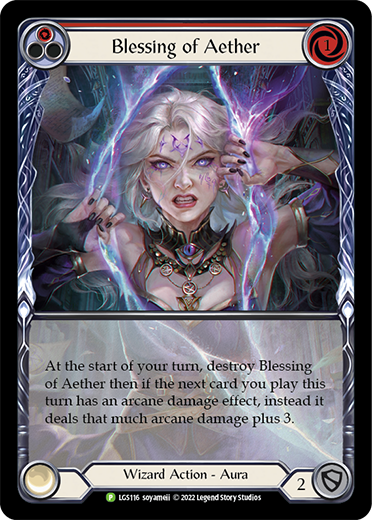 Blessing of Aether
1
At the start of your turn, destroy Blessing
of Aether then if the next card you play this
turn has an arcane damage effect, instead it
deals that much arcane damage plus 3.
Wizard Action - Aura
2
P LGS116 soyameii © 2022 Legend Story Studios